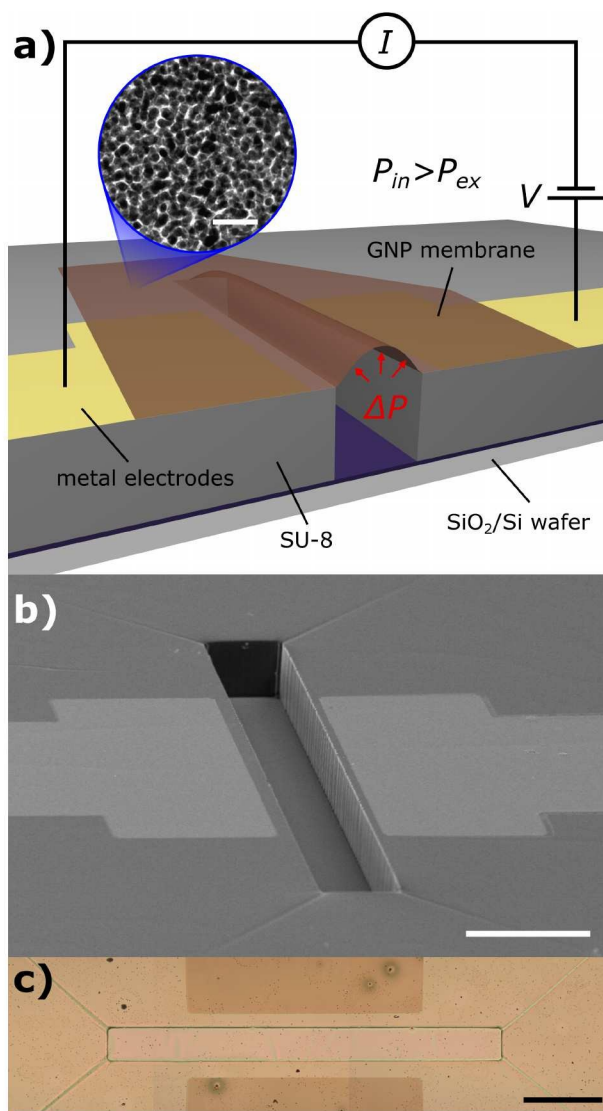 a)
I
P_in>P_ex
V
GNP membrane
ΔP
metal electrodes
SU-8
SiO₂/Si wafer
b)
c)